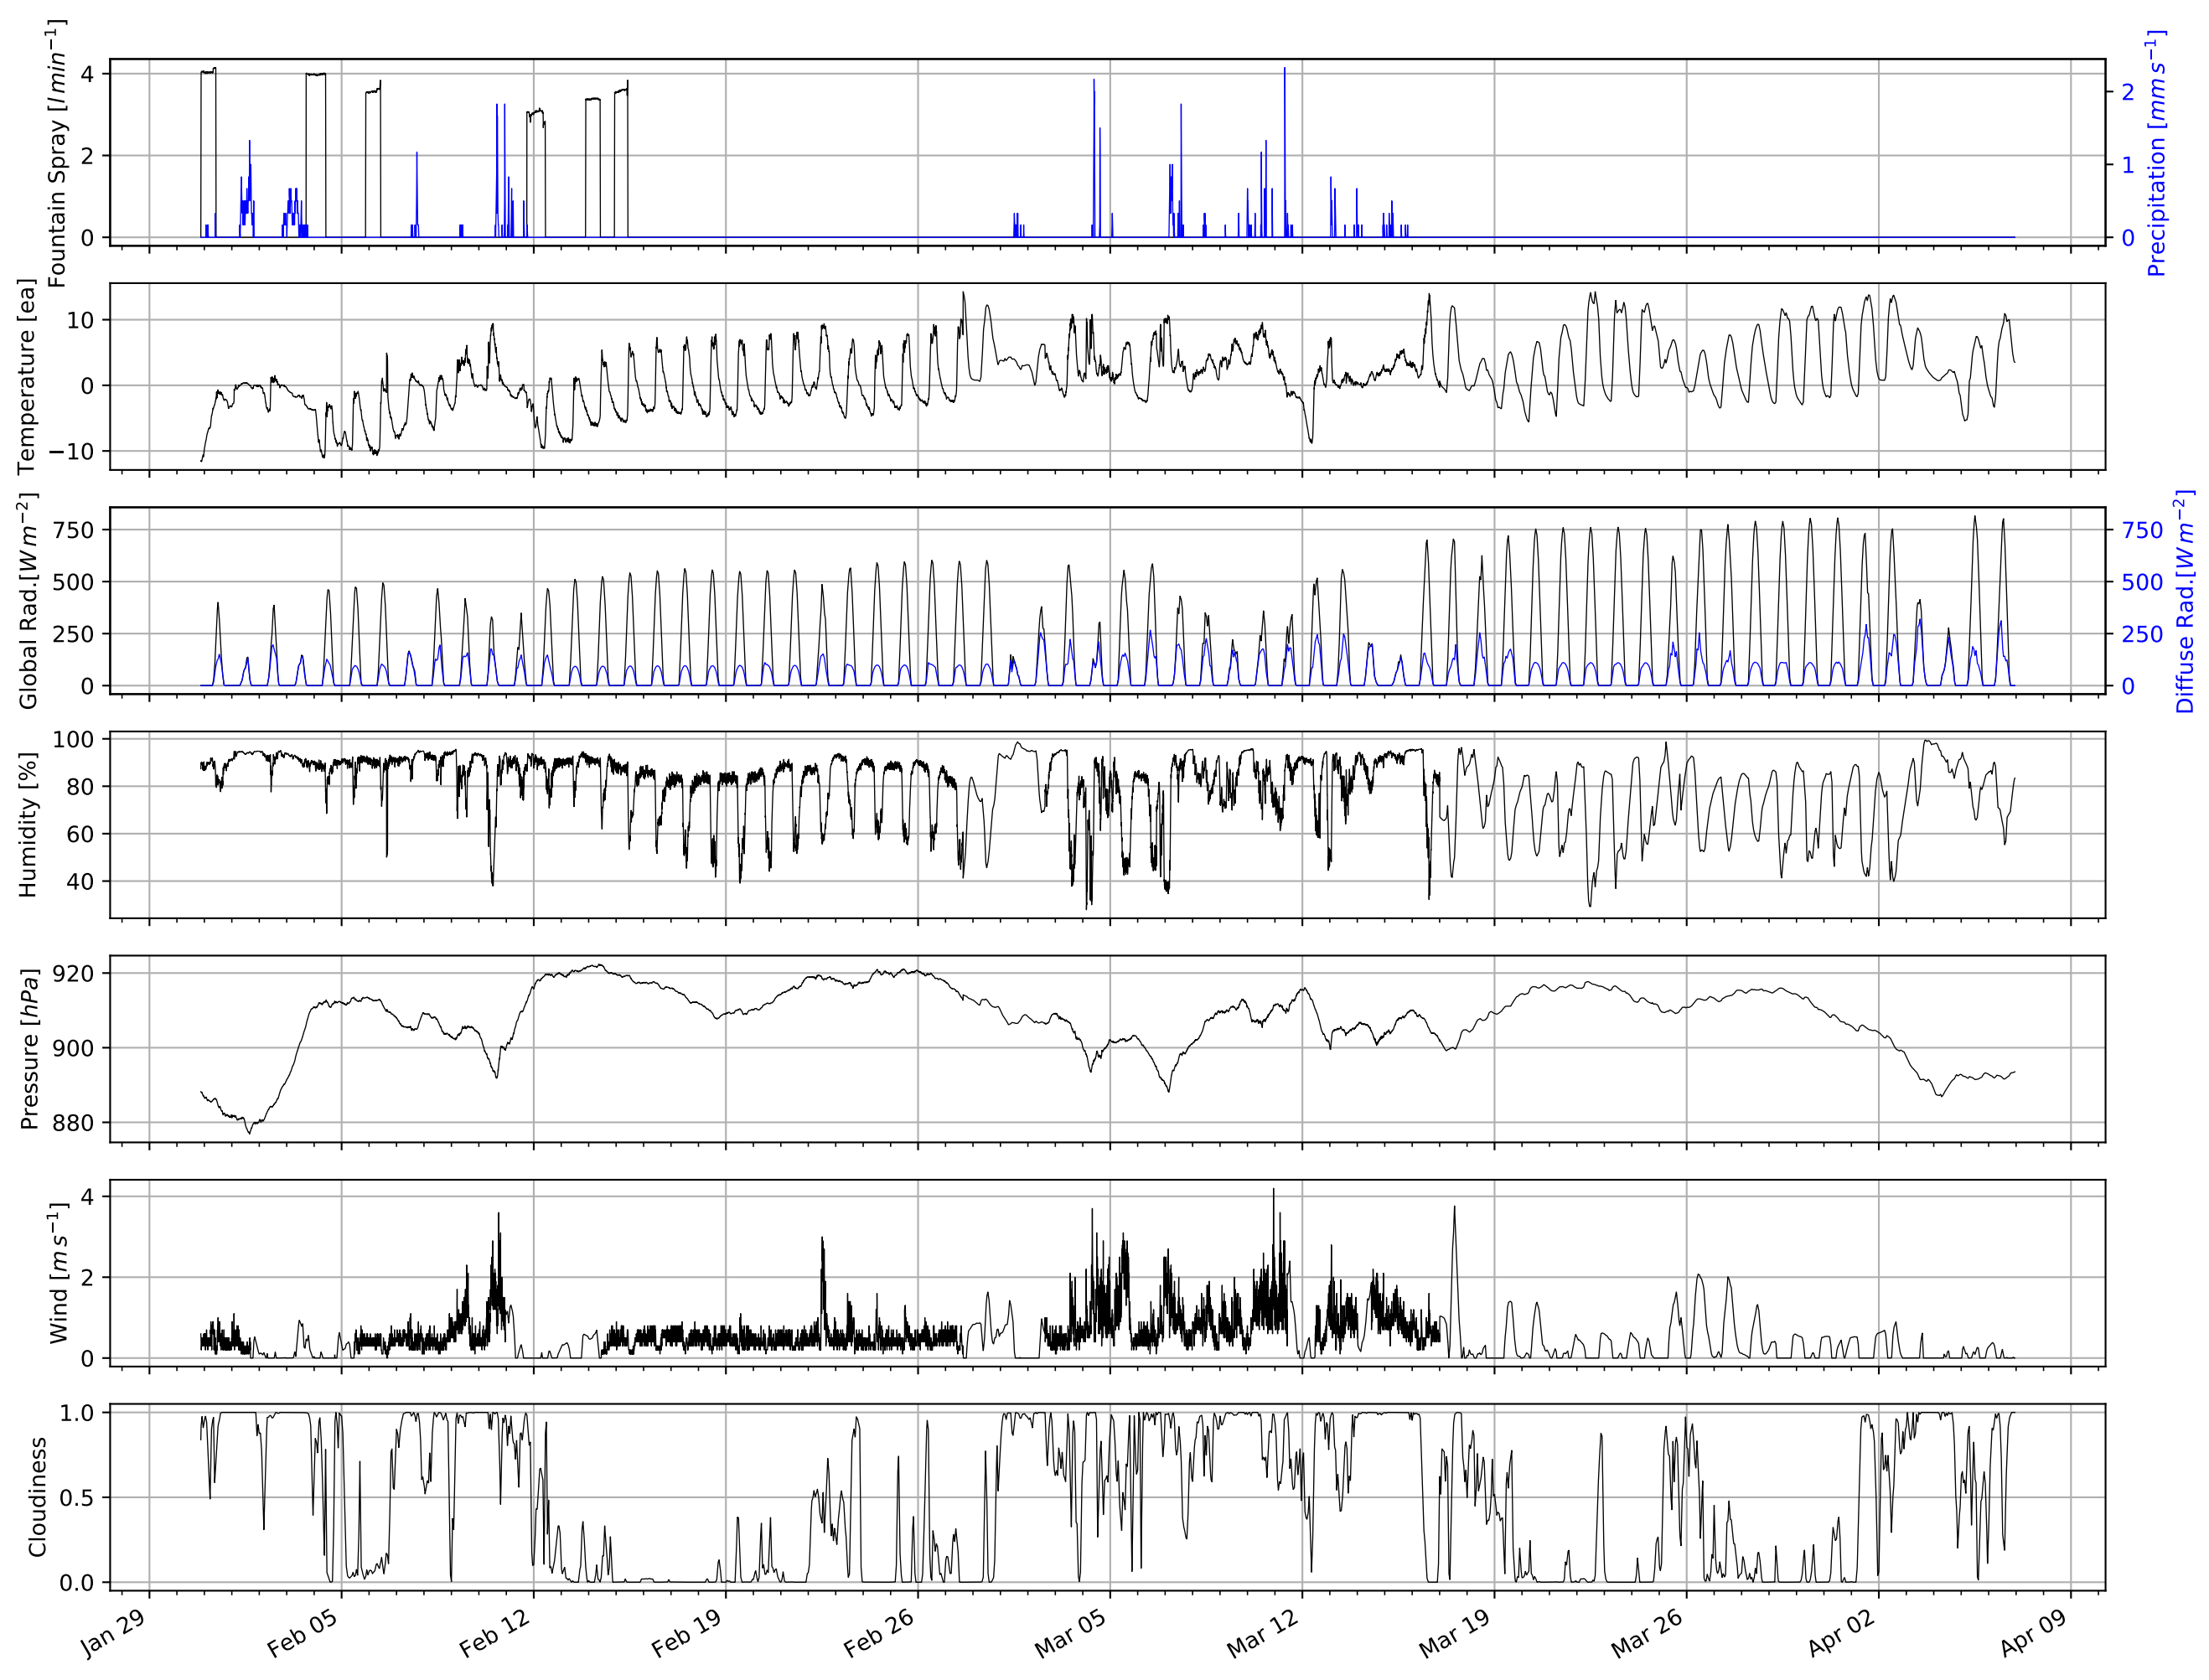 Fountain Spray [l min⁻¹]
4
2
0
Precipitation [mm s⁻¹]
2
1
0
Temperature [ea]
10
0
−10
Global Rad.[W m⁻²]
750
500
250
0
Diffuse Rad.[W m⁻²]
750
500
250
0
Humidity [%]
100
80
60
40
Pressure [hPa]
920
900
880
Wind [m s⁻¹]
4
2
0
Cloudiness
1.0
0.5
0.0
Jan 29
Feb 05
Feb 12
Feb 19
Feb 26
Mar 05
Mar 12
Mar 19
Mar 26
Apr 02
Apr 09